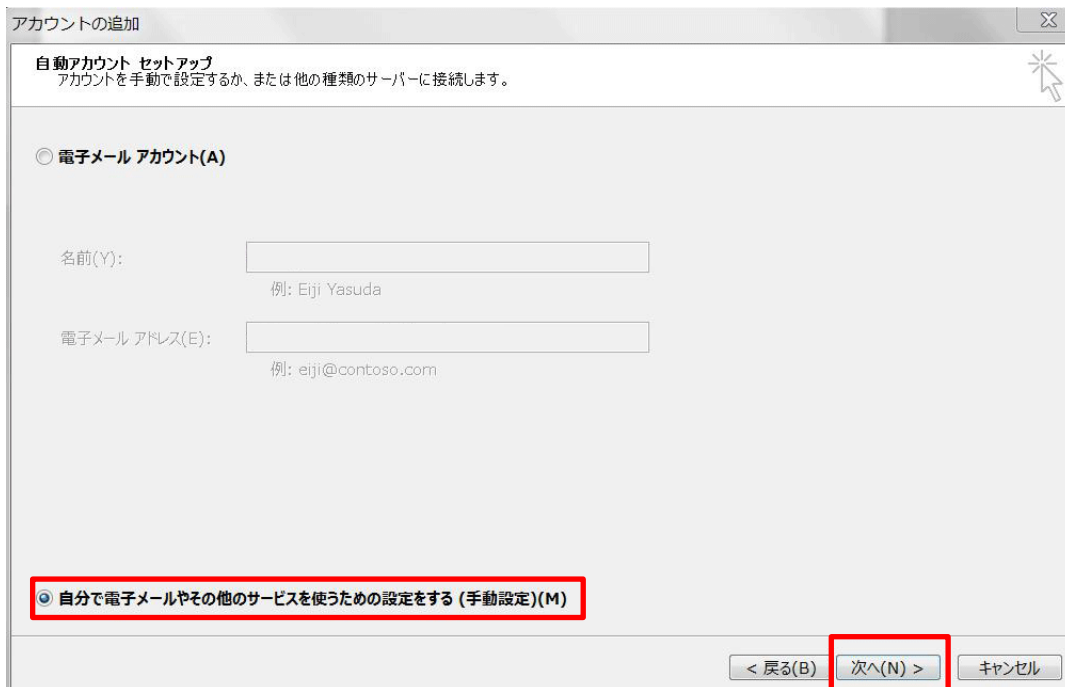 アカウントの追加
自動アカウント セットアップ
アカウントを手動で設定するか、または他の種類のサーバーに接続します。
電子メール アカウント(A)
名前(Y):
例: Eiji Yasuda
電子メール アドレス(E):
例: eiji@contoso.com
自分で電子メールやその他のサービスを使うための設定をする (手動設定)(M)
< 戻る(B) 次へ(N) > キャンセル